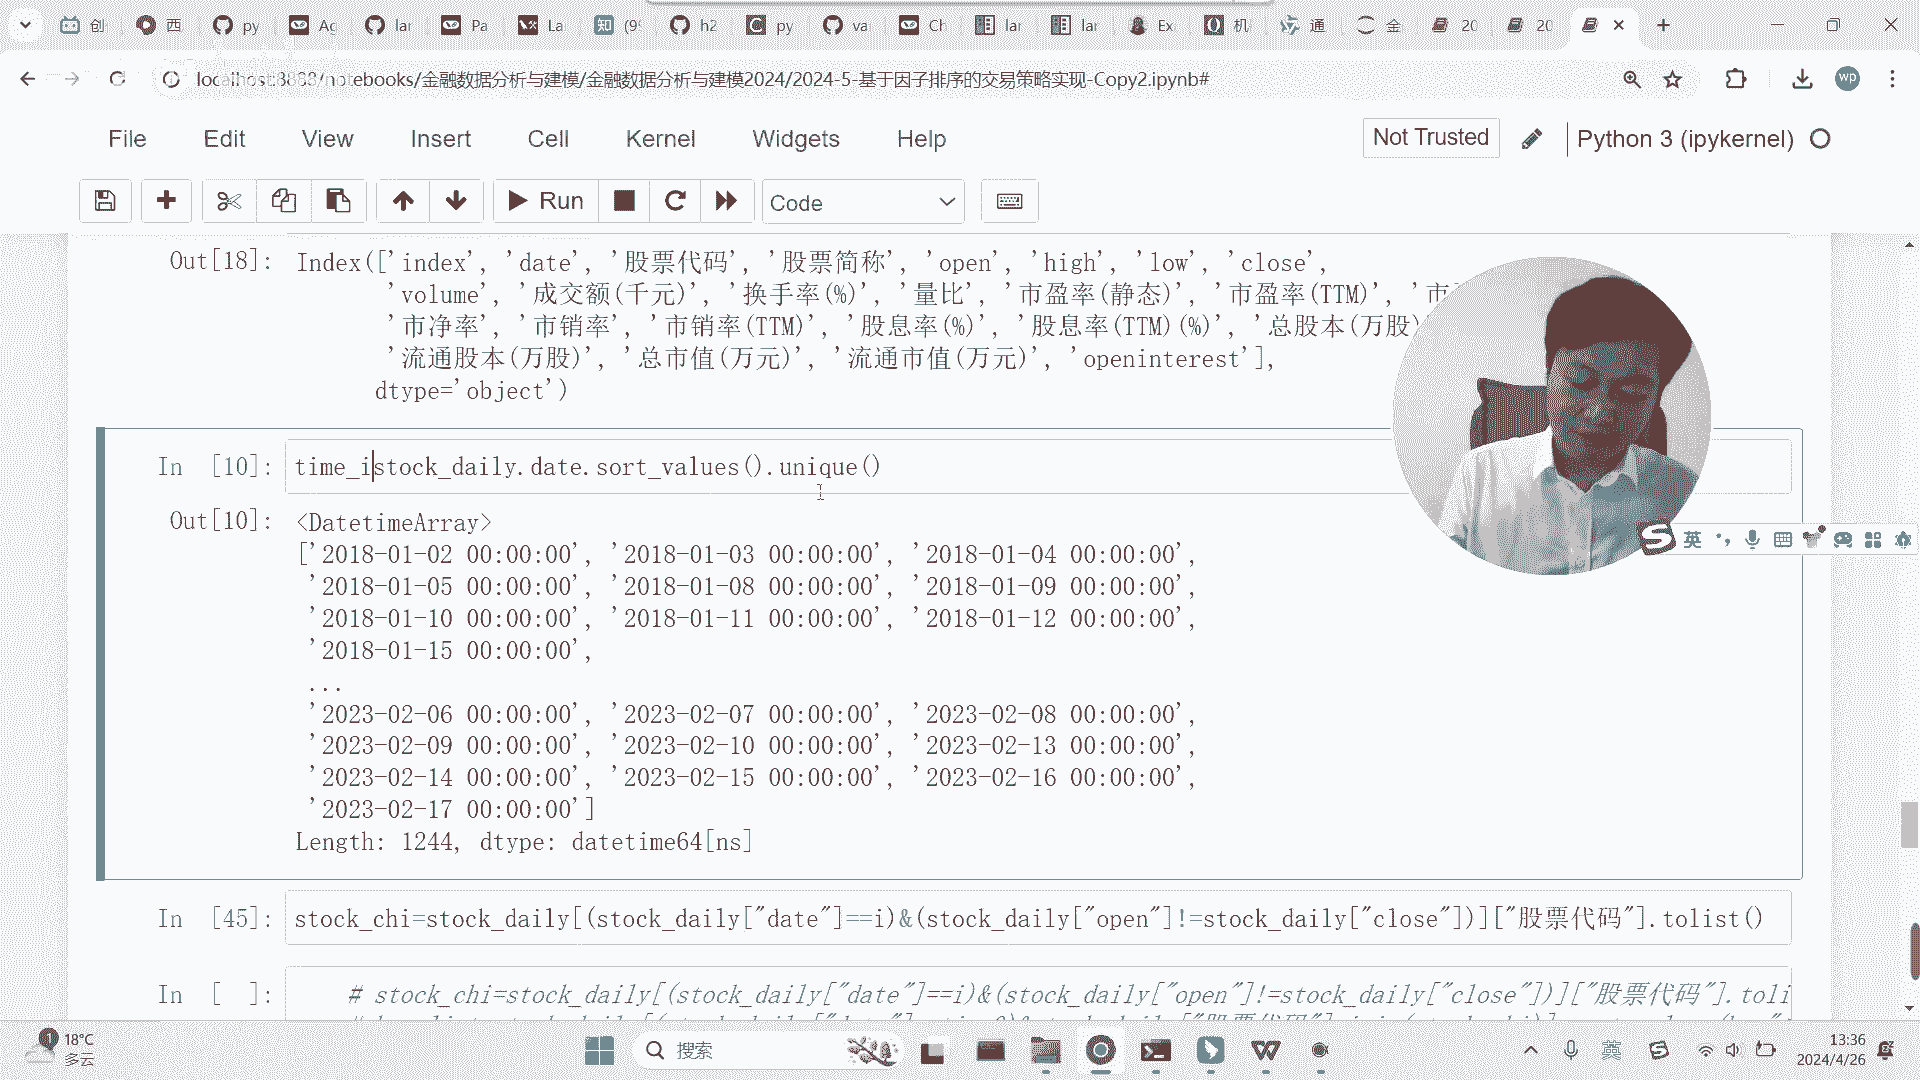 创
西
py
Ag
lar
Pa
La
知
(9
h2
py
va
Ch
lar
lar
Ex
机
通
金
20
20
localhost:8888/notebooks/金融数据分析与建模/金融数据分析与建模2024/2024-5-基于因子排序的交易策略实现-Copy2.ipynb#
wp
File Edit View Insert Cell Kernel Widgets Help
Not Trusted
Python 3 (ipykernel)
Run
Code
Out[18]: Index(['index', 'date', '股票代码', '股票简称', 'open', 'high', 'low', 'close',
'volume', '成交额(千元)', '换手率(%)', '量比', '市盈率(静态)', '市盈率(TTM)', '市
'市净率', '市销率', '市销率(TTM)', '股息率(%)', '股息率(TTM)(%)', '总股本(万股)
'流通股本(万股)', '总市值(万元)', '流通市值(万元)', 'openinterest'],
dtype='object')
In [10]: time_istock_daily.date.sort_values().unique()
Out[10]: <DatetimeArray>
['2018-01-02 00:00:00', '2018-01-03 00:00:00', '2018-01-04 00:00:00',
'2018-01-05 00:00:00', '2018-01-08 00:00:00', '2018-01-09 00:00:00',
'2018-01-10 00:00:00', '2018-01-11 00:00:00', '2018-01-12 00:00:00',
'2018-01-15 00:00:00',
...
'2023-02-06 00:00:00', '2023-02-07 00:00:00', '2023-02-08 00:00:00',
'2023-02-09 00:00:00', '2023-02-10 00:00:00', '2023-02-13 00:00:00',
'2023-02-14 00:00:00', '2023-02-15 00:00:00', '2023-02-16 00:00:00',
'2023-02-17 00:00:00']
Length: 1244, dtype: datetime64[ns]
英
In [45]: stock_chi=stock_daily[(stock_daily["date"]==i)&(stock_daily["open"]!=stock_daily["close"])]["股票代码"].tolist()
In [ ]: # stock_chi=stock_daily[(stock_daily["date"]==i)&(stock_daily["open"]!=stock_daily["close"])]["股票代码"].toli
1
18°C
多云
搜索
英
13:36
2024/4/26